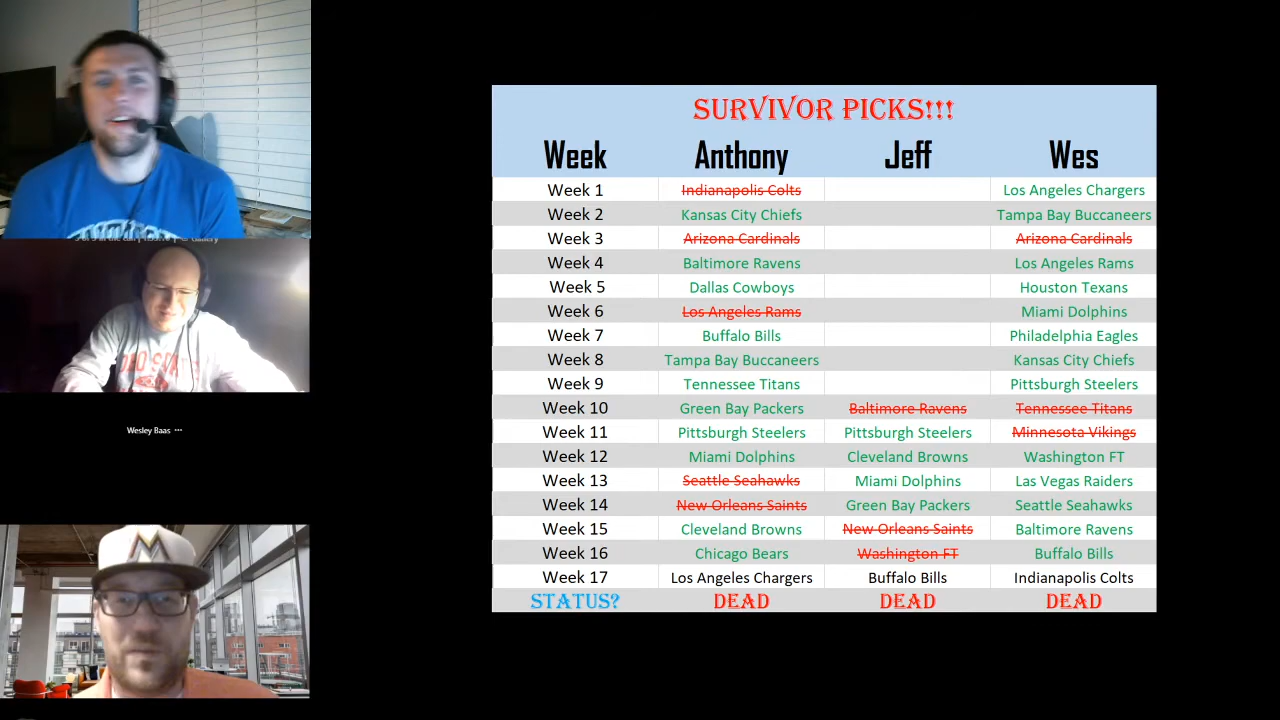 SURVIVOR PICKS!!!
Week Anthony Jeff Wes
Week 1 Indianapolis Colts Los Angeles Chargers
Week 2 Kansas City Chiefs Tampa Bay Buccaneers
Week 3 Arizona Cardinals Arizona Cardinals
Week 4 Baltimore Ravens Los Angeles Rams
Week 5 Dallas Cowboys Houston Texans
Week 6 Los Angeles Rams Miami Dolphins
Week 7 Buffalo Bills Philadelphia Eagles
Week 8 Tampa Bay Buccaneers Kansas City Chiefs
Week 9 Tennessee Titans Pittsburgh Steelers
Week 10 Green Bay Packers Baltimore Ravens Tennessee Titans
Week 11 Pittsburgh Steelers Pittsburgh Steelers Minnesota Vikings
Week 12 Miami Dolphins Cleveland Browns Washington FT
Week 13 Seattle Seahawks Miami Dolphins Las Vegas Raiders
Week 14 New Orleans Saints Green Bay Packers Seattle Seahawks
Week 15 Cleveland Browns New Orleans Saints Baltimore Ravens
Week 16 Chicago Bears Washington FT Buffalo Bills
Week 17 Los Angeles Chargers Buffalo Bills Indianapolis Colts
STATUS? DEAD DEAD DEAD
Wesley Baas ...
M